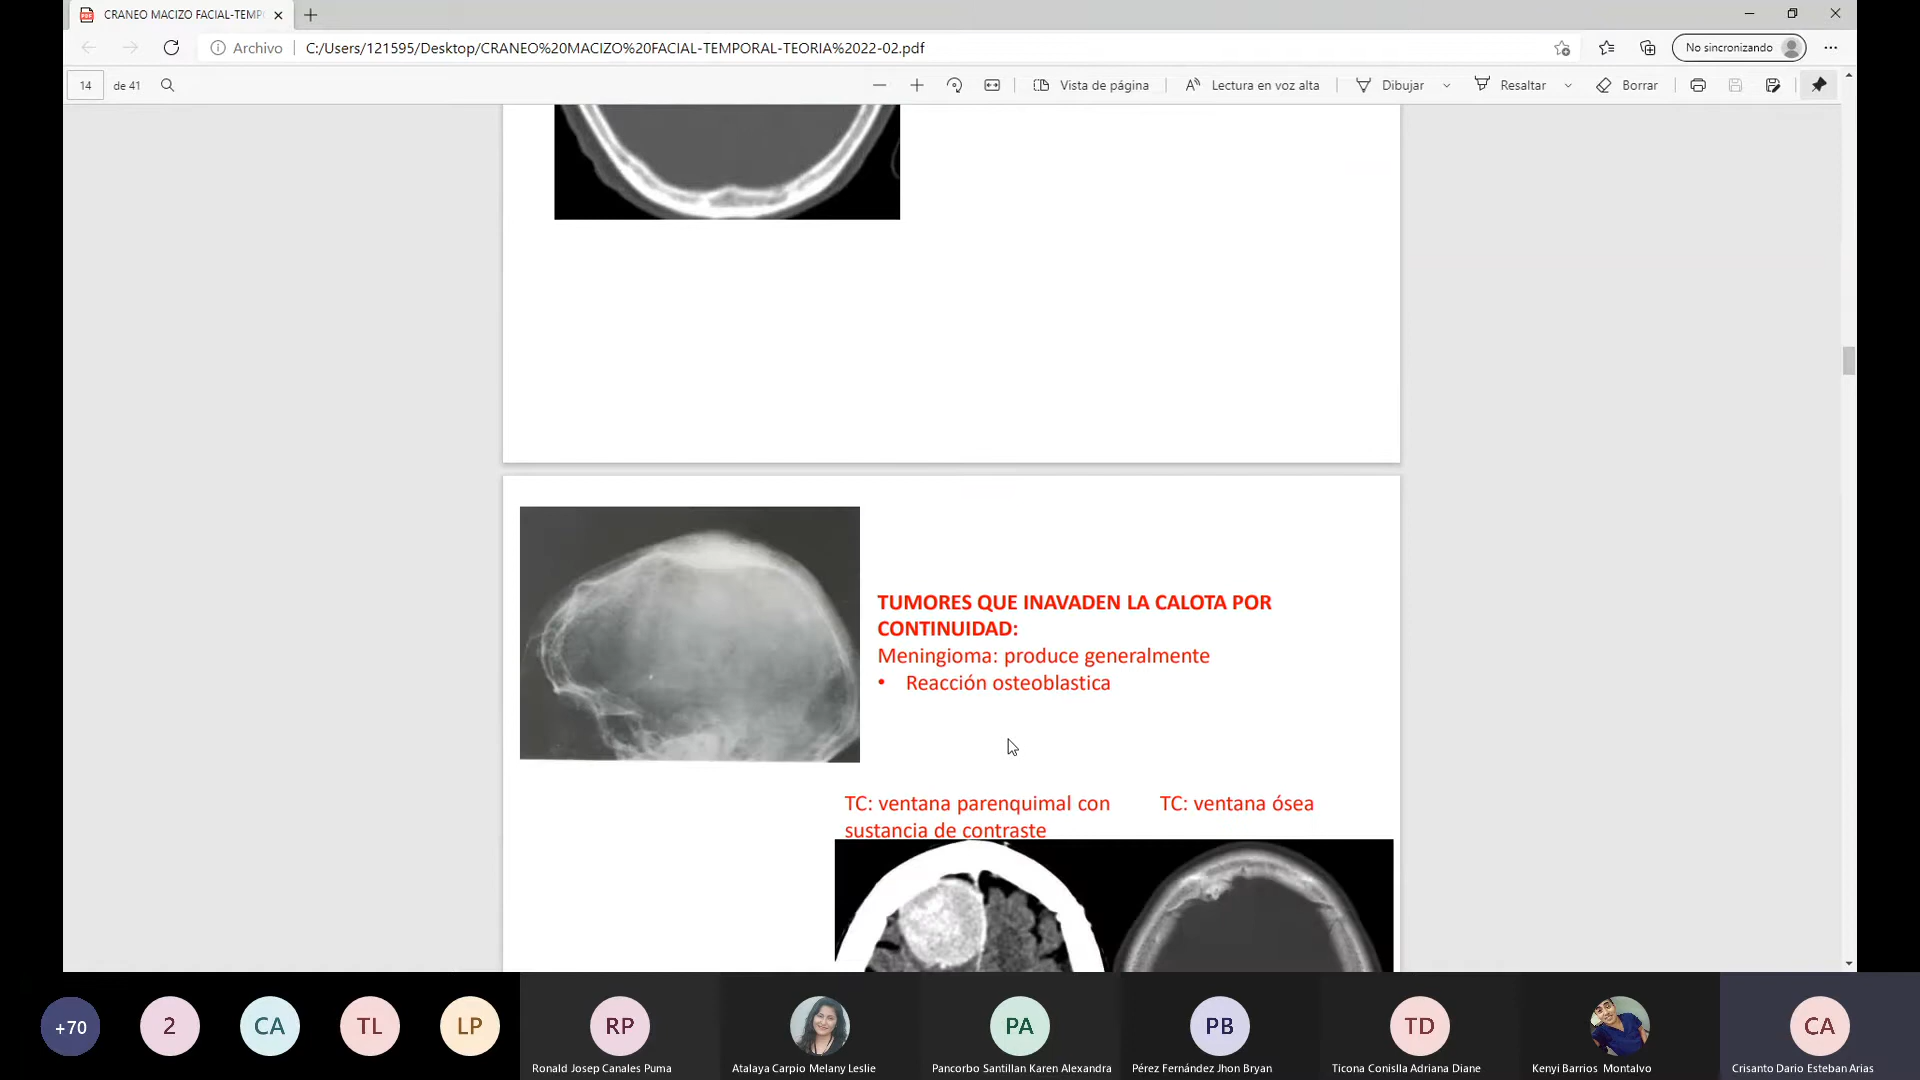 CRANEO MACIZO FACIAL-TEMP
Archivo
C:/Users/121595/Desktop/CRANEO%20MACIZO%20FACIAL-TEMPORAL-TEORIA%2022-02.pdf
No sincronizando
14 de 41
Vista de página
Lectura en voz alta
Dibujar
Resaltar
Borrar
TUMORES QUE INAVADEN LA CALOTA POR
CONTINUIDAD:
Meningioma: produce generalmente
• Reacción osteoblastica
TC: ventana parenquimal con
sustancia de contraste
TC: ventana ósea
+70
2
CA
TL
LP
RP
PA
PB
TD
CA
Ronald Josep Canales Puma
Atalaya Carpio Melany Leslie
Pancorbo Santillan Karen Alexandra
Pérez Fernández Jhon Bryan
Ticona Conislla Adriana Diane
Kenyi Barrios Montalvo
Crisanto Dario Esteban Arias